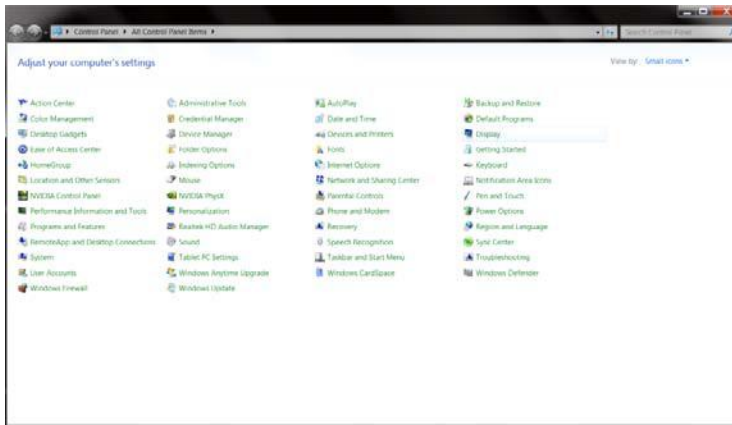 Control Panel All Control Panel Items
Search Control Panel
Adjust your computer's settings
View by: Small icons
Action Center Administrative Tools AutoPlay Backup and Restore
Color Management Credential Manager Date and Time Default Programs
Desktop Gadgets Device Manager Devices and Printers Display
Ease of Access Center Folder Options Fonts Getting Started
HomeGroup Indexing Options Internet Options Keyboard
Location and Other Sensors Mouse Network and Sharing Center Notification Area Icons
NVIDIA Control Panel NVIDIA PhysX Parental Controls Pen and Touch
Performance Information and Tools Personalization Phone and Modem Power Options
Programs and Features Realtek HD Audio Manager Recovery Region and Language
RemoteApp and Desktop Connections Sound Speech Recognition Sync Center
System Tablet PC Settings Taskbar and Start Menu Troubleshooting
User Accounts Windows Anytime Upgrade Windows CardSpace Windows Defender
Windows Firewall Windows Update